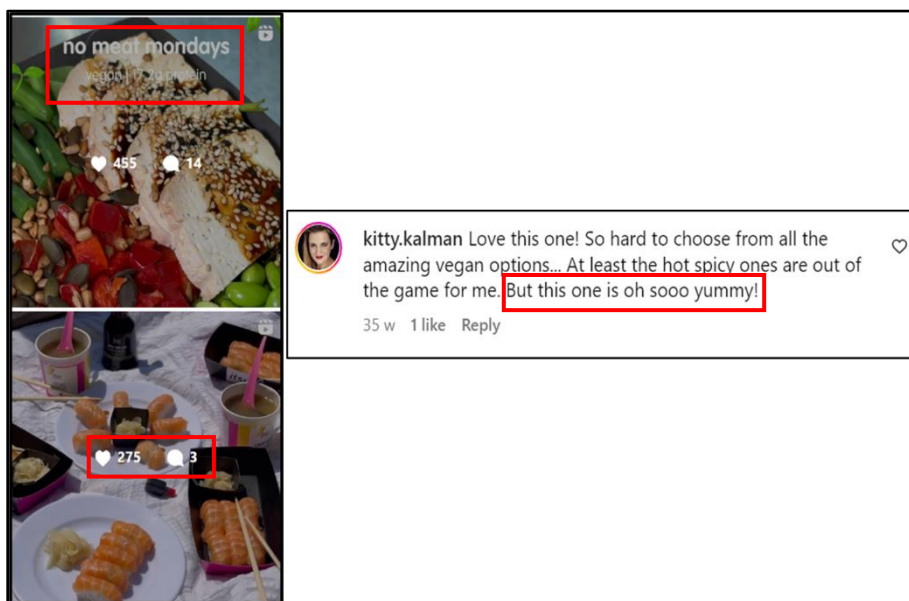 no meat mondays
vegan | 17.2g protein
455 14
kitty.kalman Love this one! So hard to choose from all the
amazing vegan options... At least the hot spicy ones are out of
the game for me. But this one is oh sooo yummy!
35 w 1 like Reply
275 3
itsu